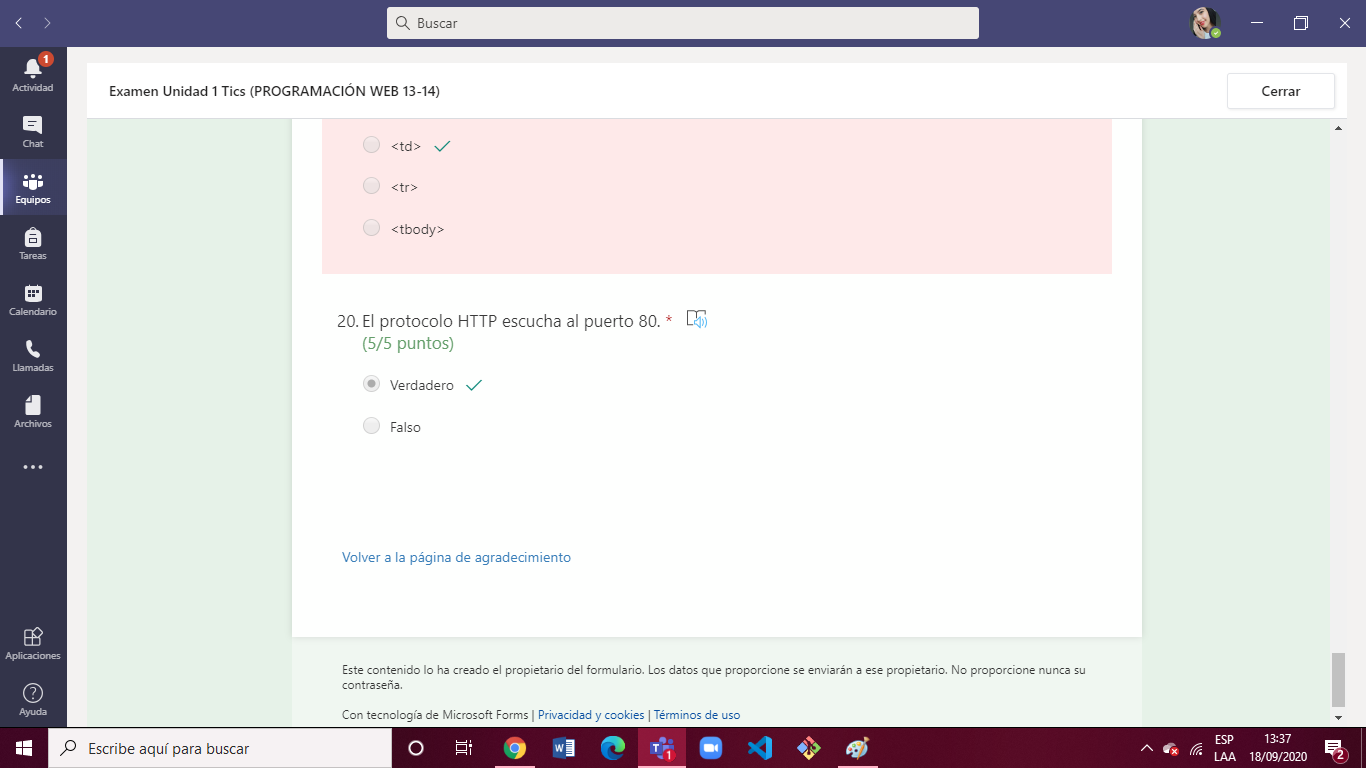 Buscar
Actividad
1
Chat
Equipos
Tareas
Calendario
Llamadas
Archivos
Aplicaciones
Ayuda
Examen Unidad 1 Tics (PROGRAMACIÓN WEB 13-14)
Cerrar
<td>
<tr>
<tbody>
20. El protocolo HTTP escucha al puerto 80. *
(5/5 puntos)
Verdadero
Falso
Volver a la página de agradecimiento
Este contenido lo ha creado el propietario del formulario. Los datos que proporcione se enviarán a ese propietario. No proporcione nunca su
contraseña.
Con tecnología de Microsoft Forms | Privacidad y cookies | Términos de uso
Escribe aquí para buscar
1
ESP
LAA
13:37
18/09/2020
2